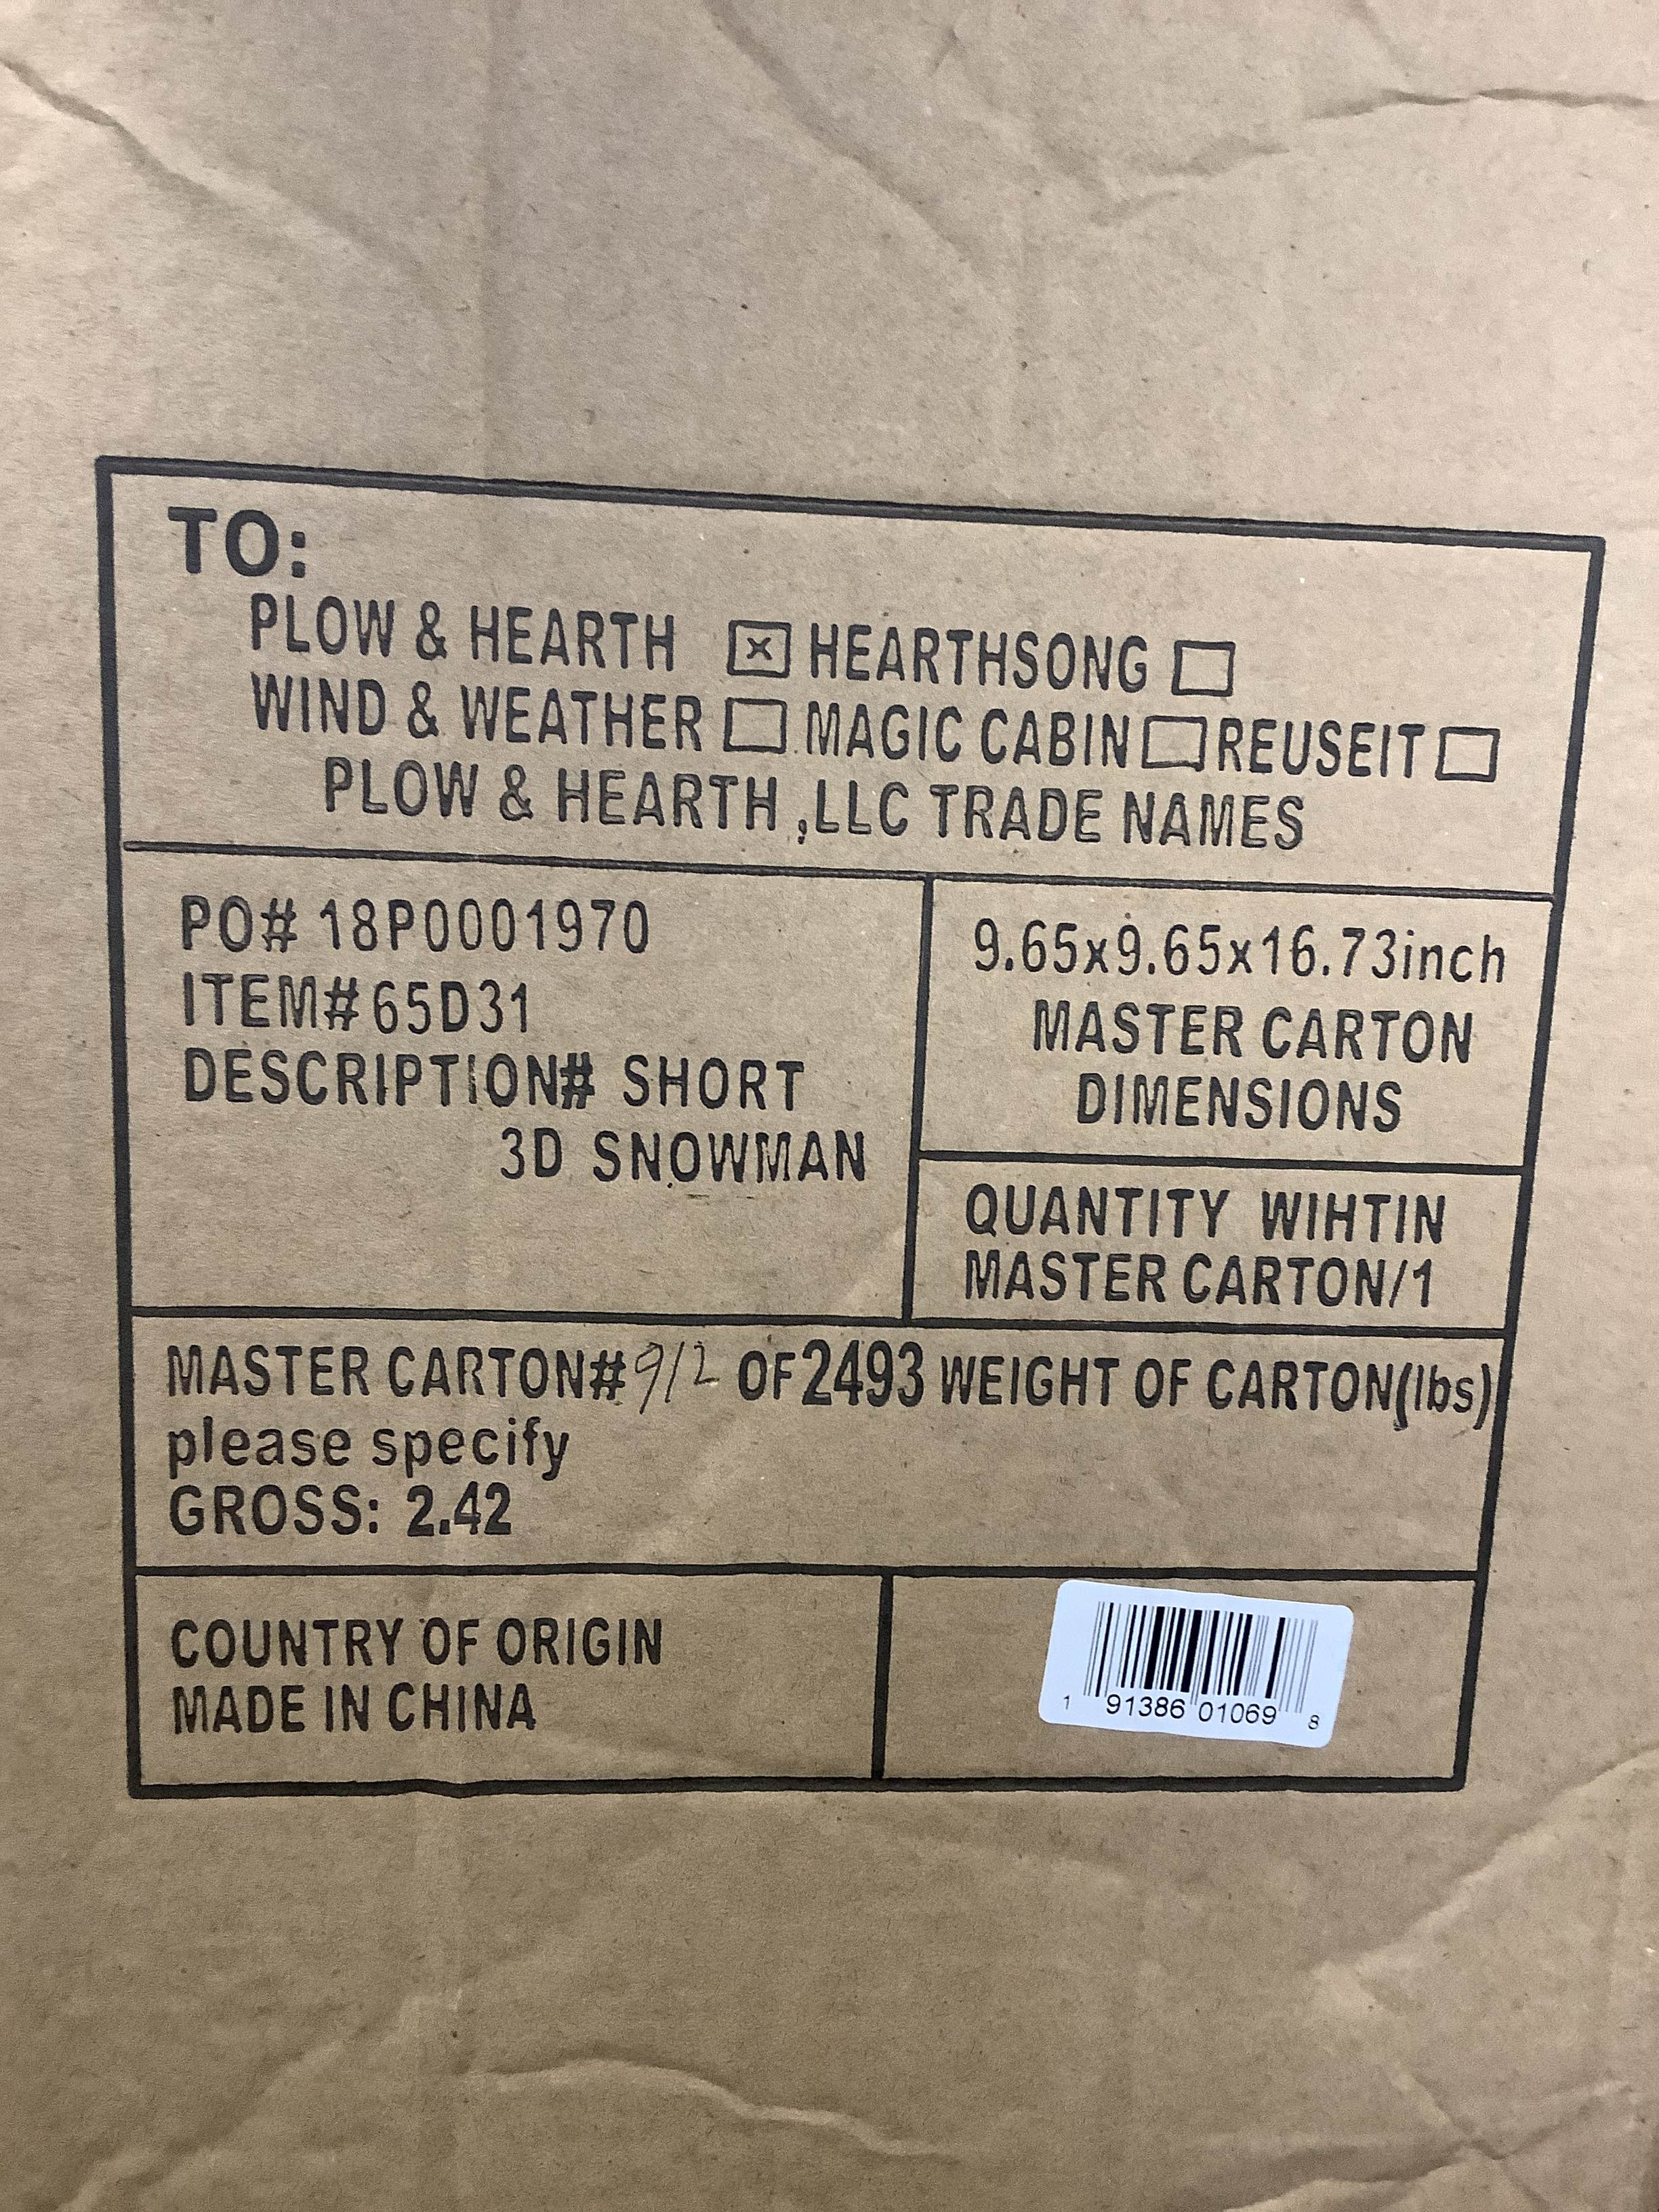 TO:
PLOW & HEARTH ☒ HEARTHSONG ☐
WIND & WEATHER ☐ MAGIC CABIN ☐ REUSEIT ☐
PLOW & HEARTH ,LLC TRADE NAMES
PO# 18P0001970
ITEM# 65D31
DESCRIPTION# SHORT
3D SNOWMAN
9.65x9.65x16.73inch
MASTER CARTON
DIMENSIONS
QUANTITY WIHTIN
MASTER CARTON/1
MASTER CARTON# 912 OF 2493 WEIGHT OF CARTON(lbs)
please specify
GROSS: 2.42
COUNTRY OF ORIGIN
MADE IN CHINA
1 91386 01069 8